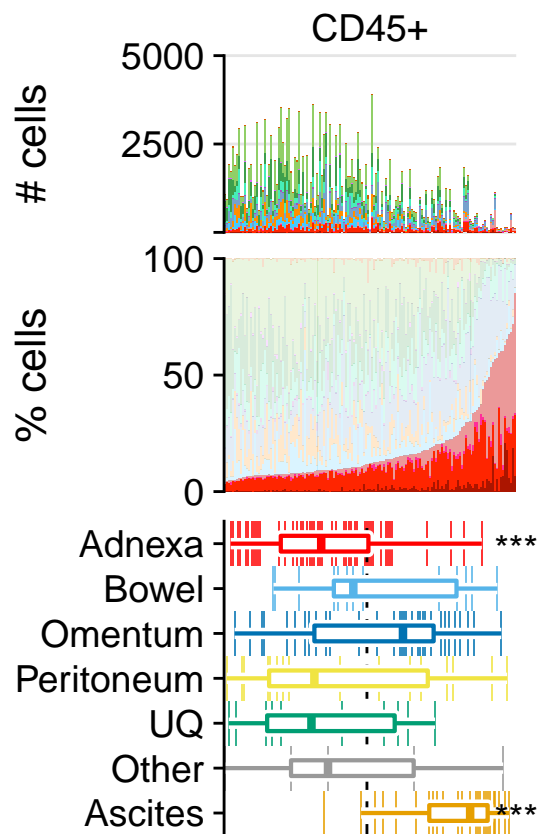 CD45+
5000
2500
# cells
100
50
0
% cells
Adnexa ***
Bowel
Omentum
Peritoneum
UQ
Other
Ascites ***